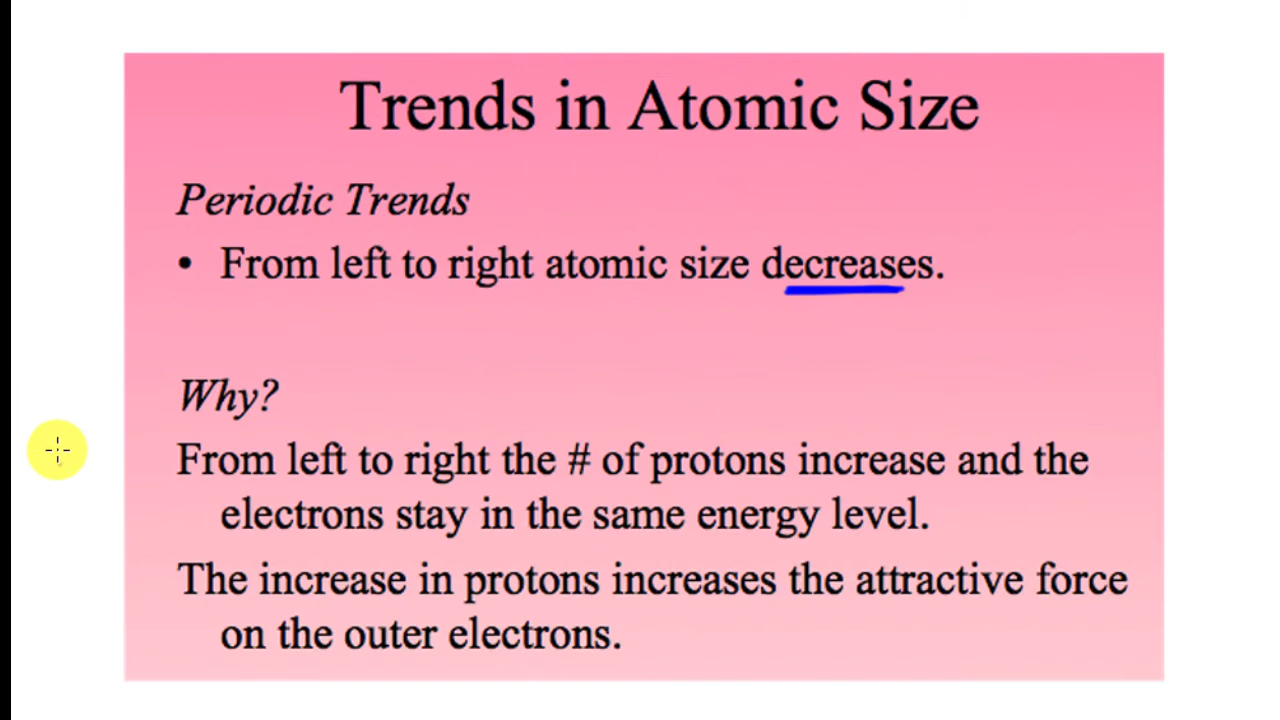 Trends in Atomic Size
Periodic Trends
• From left to right atomic size decreases.
Why?
From left to right the # of protons increase and the
electrons stay in the same energy level.
The increase in protons increases the attractive force
on the outer electrons.